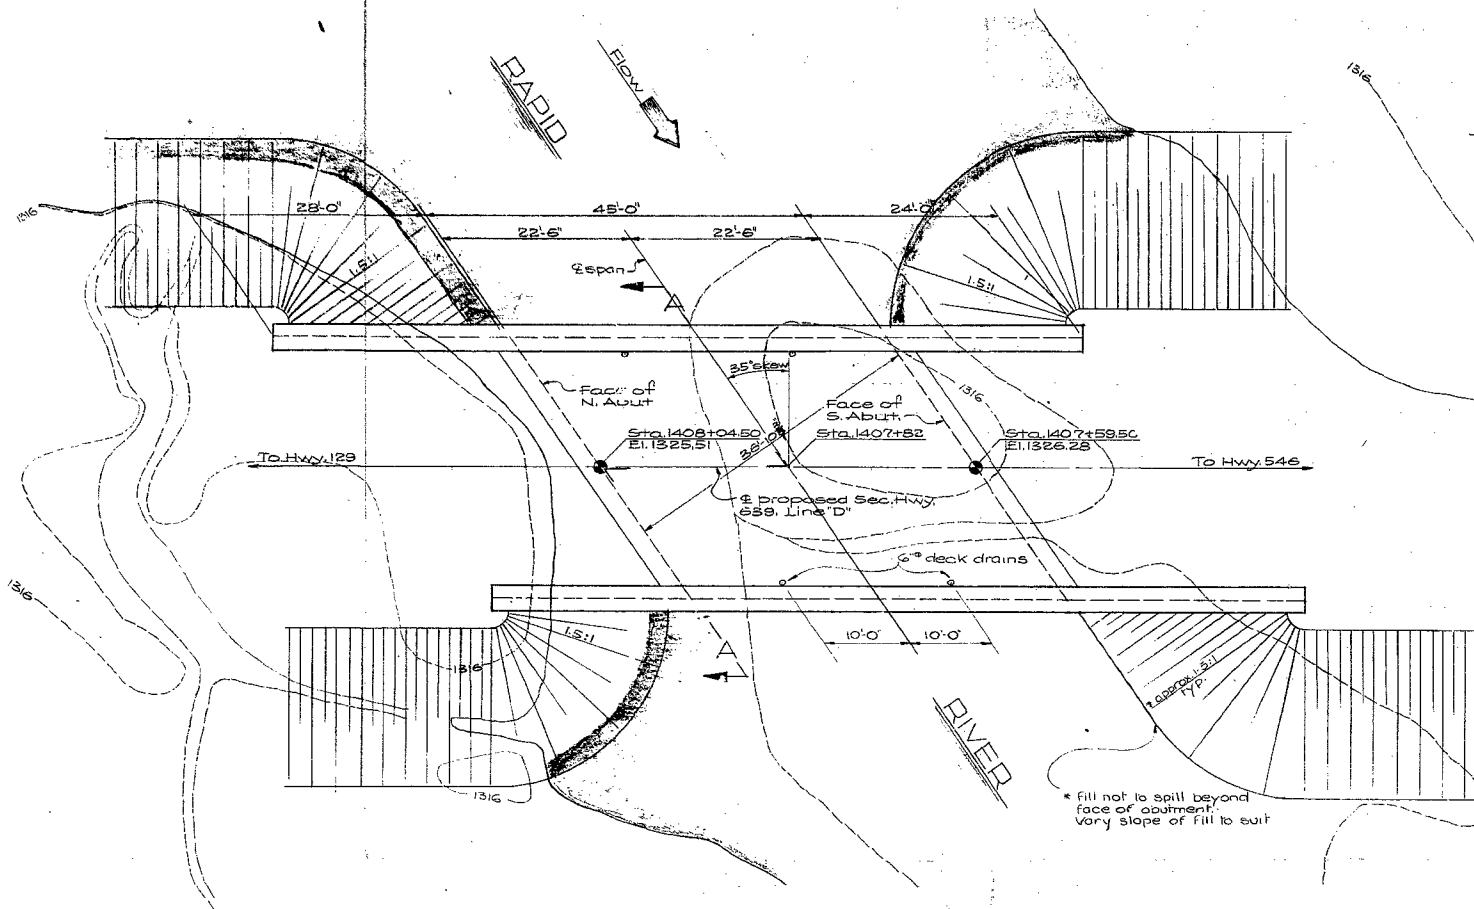 RAPID
Flow
1316
1316
28'-0"
45'-0"
24'-0"
22'-6"
22'-6"
℄ span
A
1.5:1
1.5:1
35° skew
Face of
N. Abut
1316
Face of
S. Abut.
Sta. 1408+04.50
El. 1325.51
Sta. 1407+82
Sta. 1407+59.50
El. 1326.28
To Hwy. 129
To Hwy. 546
℄ proposed Sec. Hwy.
639, Line "D"
6"ø deck drains
1316
1.5:1
10'-0"
10'-0"
A
1316
approx. 1.5:1
TYP.
RIVER
1316
* Fill not to spill beyond
face of abutment.
Vary slope of fill to suit